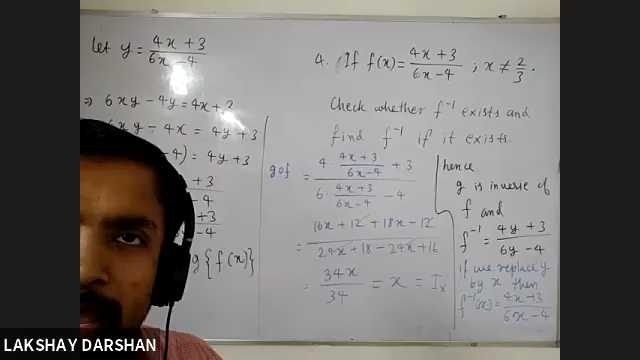 Let y = (4x + 3)/(6x - 4)
⇒ 6xy - 4y = 4x +
6xy - 4x = 4y + 3
- 4) = 4y + 3
+3
- 4
+3
- 4
g{f(x)}
4. If f(x) = (4x + 3)/(6x - 4) ; x ≠ 2/3.
Check whether f⁻¹ exists and
find f⁻¹ if it exists.
gof = (4 · (4x + 3)/(6x - 4) + 3)/(6 · (4x + 3)/(6x - 4) - 4)
= (16x + 12 + 18x - 12)/(24x + 18 - 24x + 16)
= 34x/34 = x = Iₓ
hence
g is inverse of
f and
f⁻¹ = (4y + 3)/(6y - 4)
if we replace y
by x then
f⁻¹(x) = (4x + 3)/(6x - 4)
LAKSHAY DARSHAN